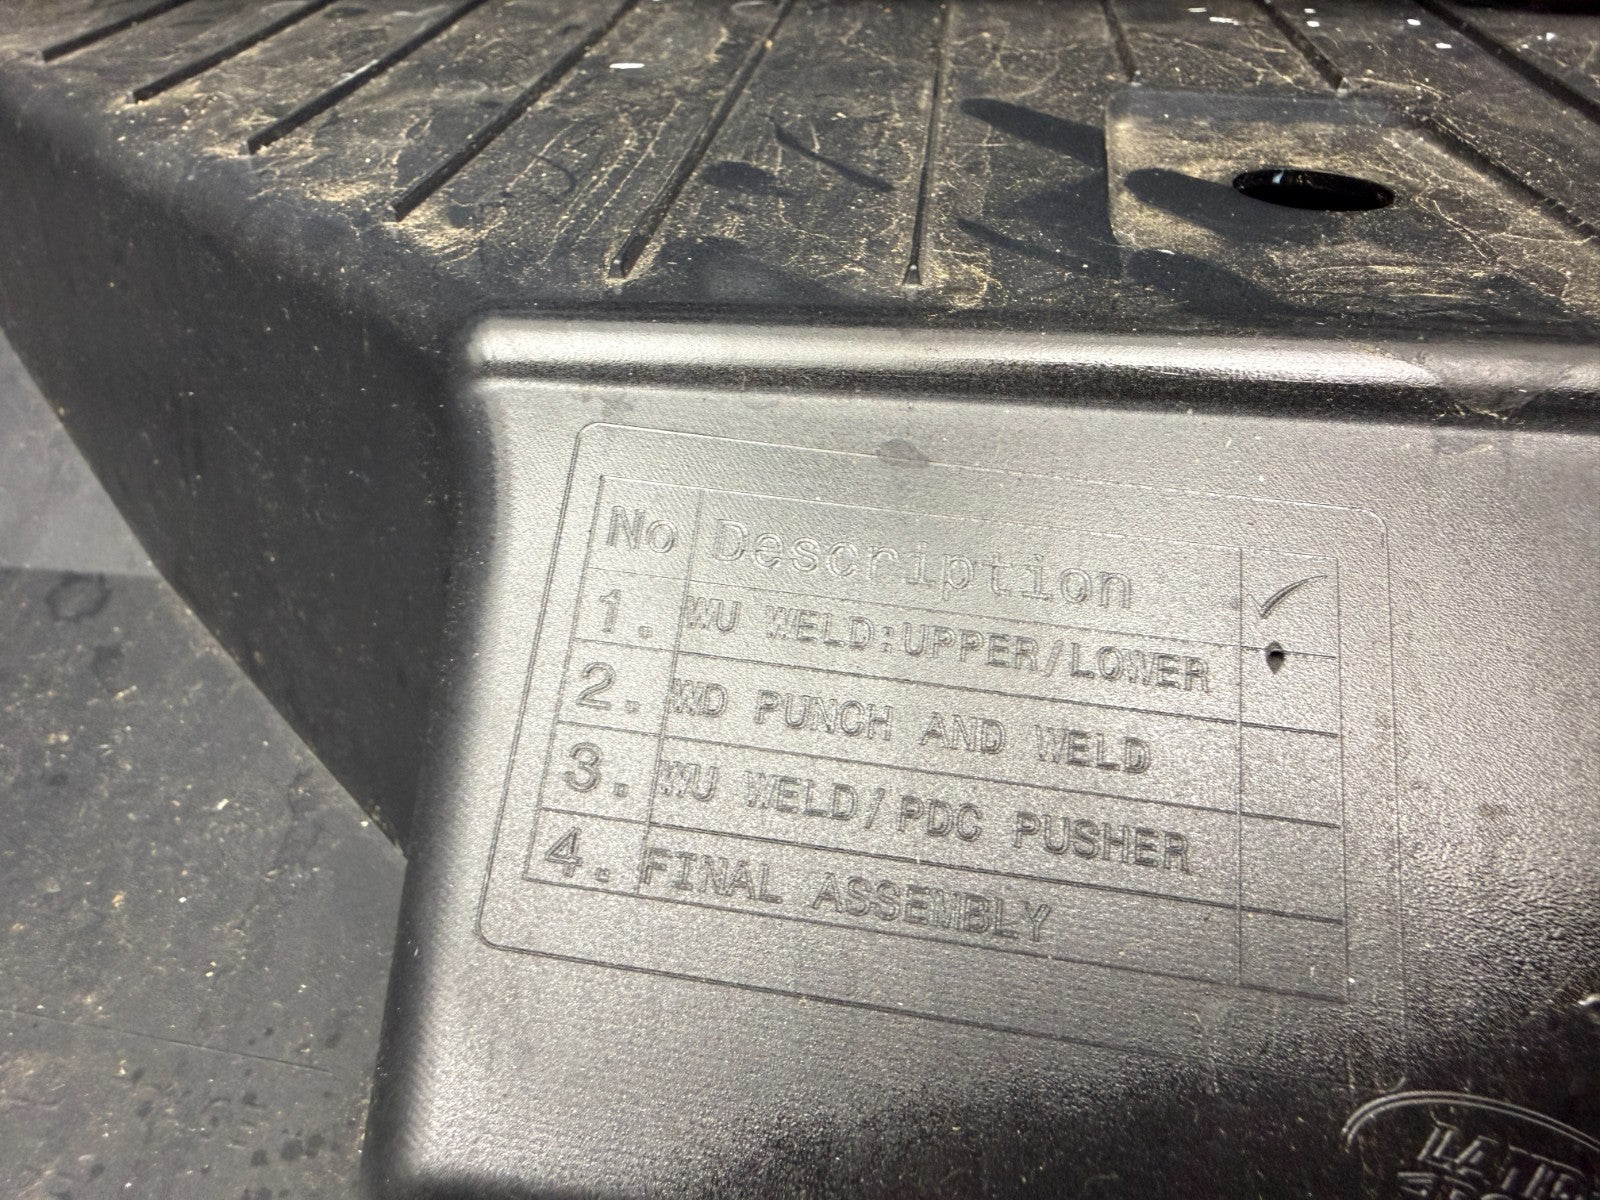 No Description ✓
1. WU WELD:UPPER/LOWER
2. WD PUNCH AND WELD
3. WU WELD/PDC PUSHER
4. FINAL ASSEMBLY